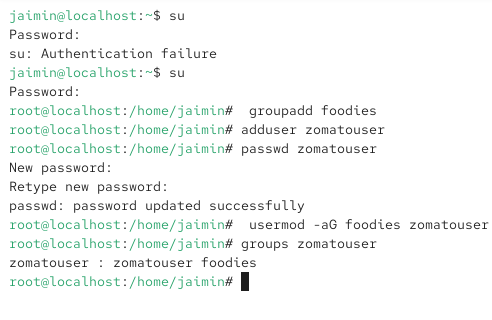 jaimin@localhost:~$ su
Password:
su: Authentication failure
jaimin@localhost:~$ su
Password:
root@localhost:/home/jaimin#  groupadd foodies
root@localhost:/home/jaimin# adduser zomatouser
root@localhost:/home/jaimin# passwd zomatouser
New password:
Retype new password:
passwd: password updated successfully
root@localhost:/home/jaimin#  usermod -aG foodies zomatouser
root@localhost:/home/jaimin# groups zomatouser
zomatouser : zomatouser foodies
root@localhost:/home/jaimin#